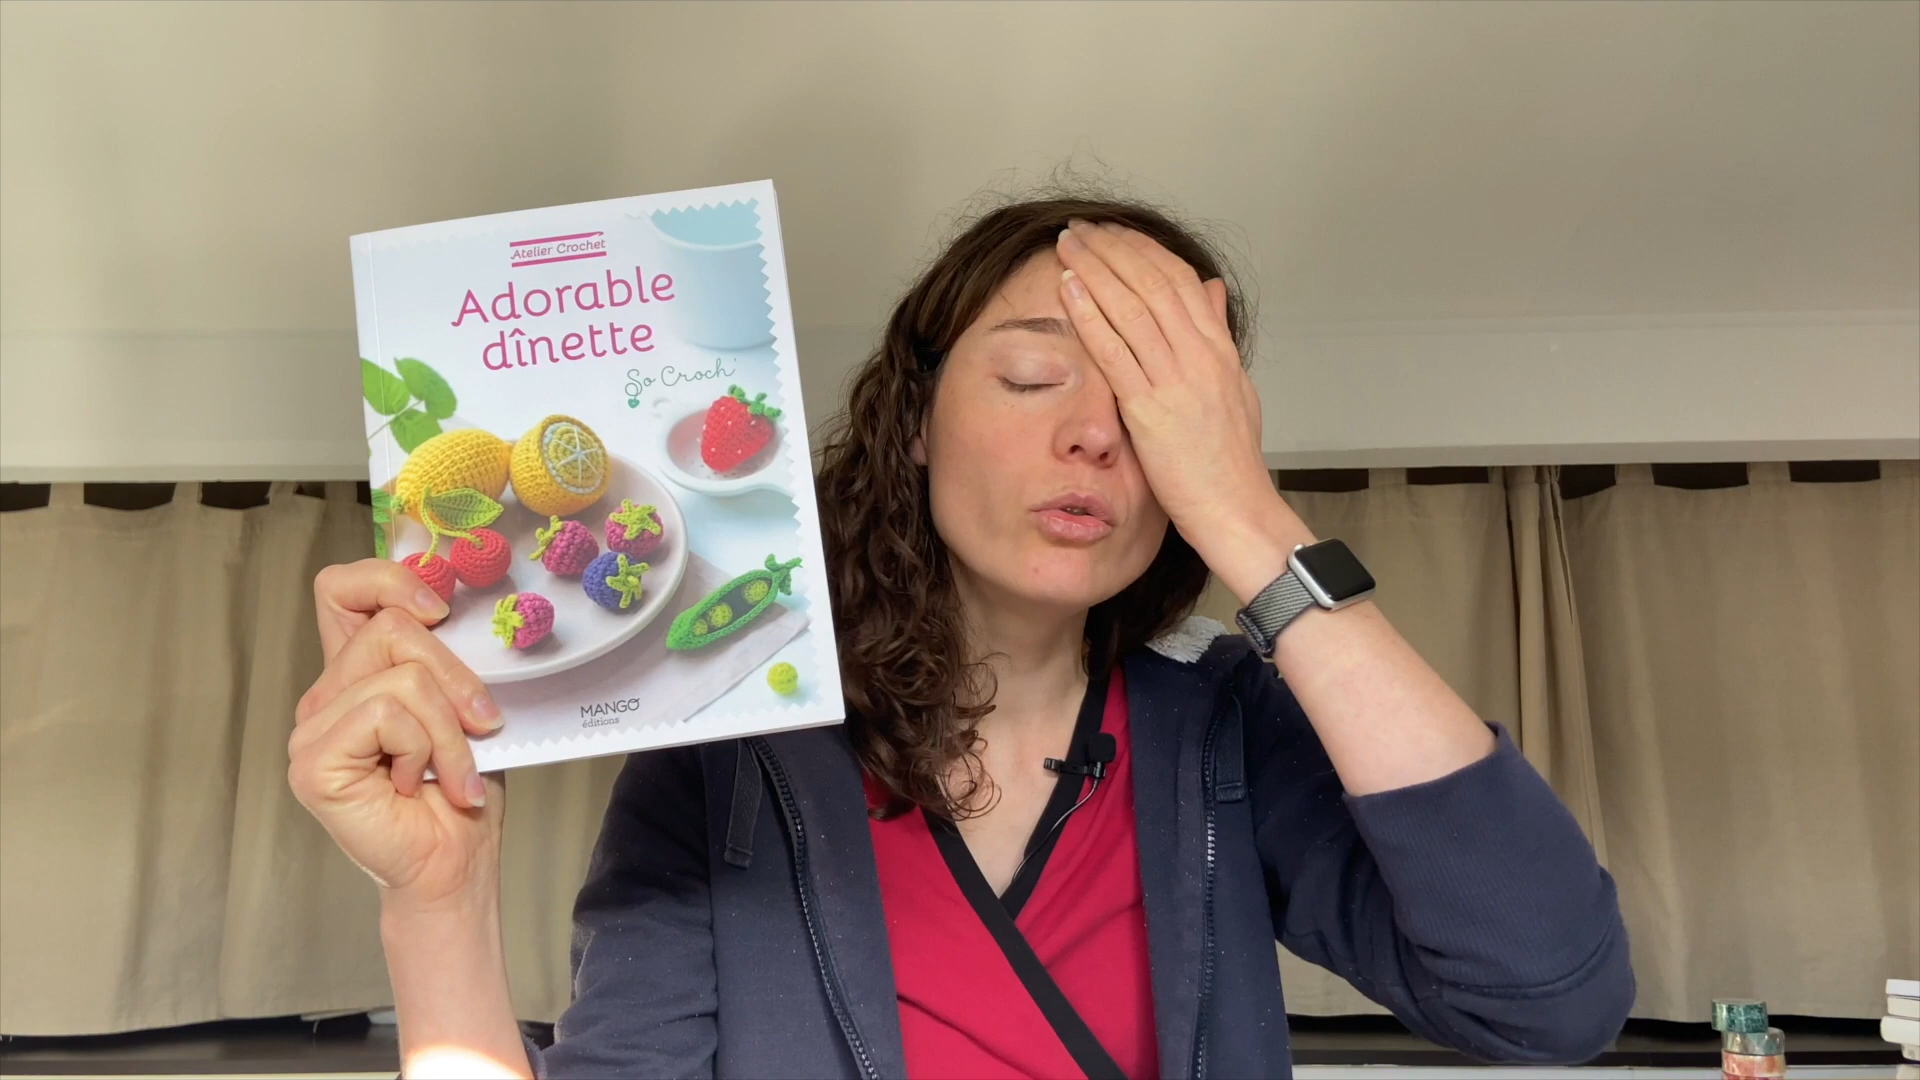 Atelier Crochet
Adorable
dînette
So Croch'
MANGO
éditions